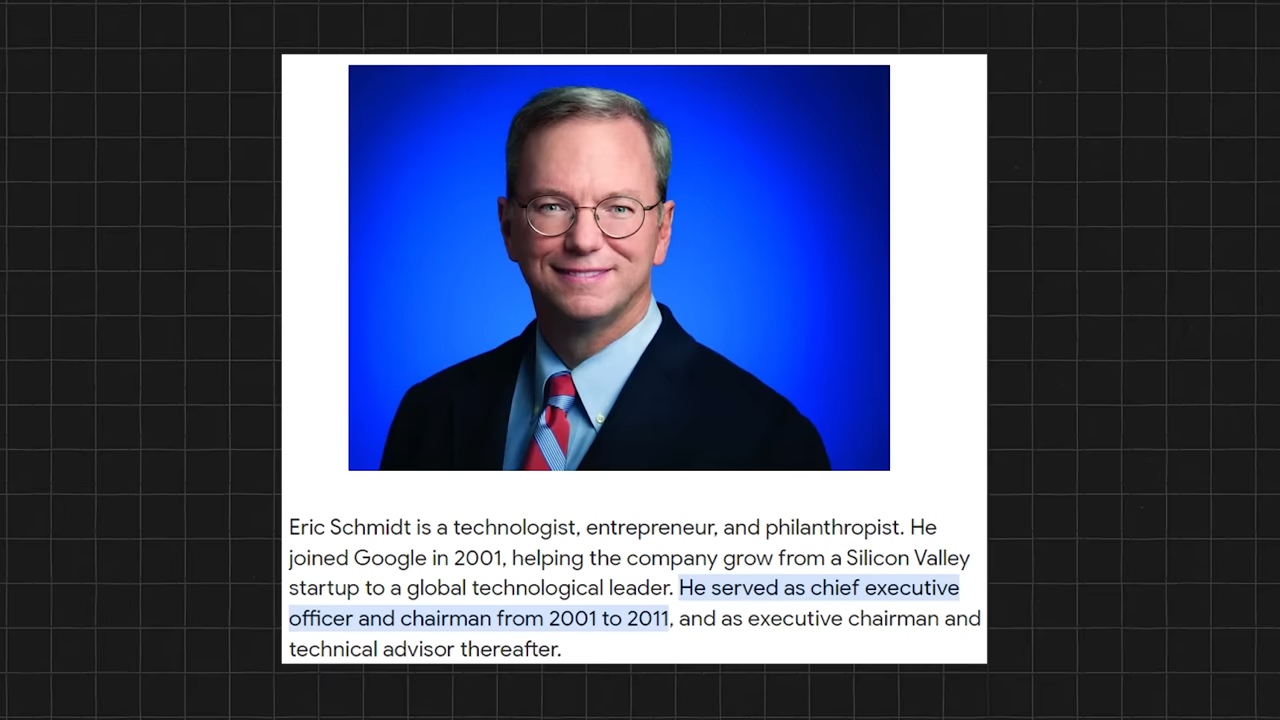 Eric Schmidt is a technologist, entrepreneur, and philanthropist. He
joined Google in 2001, helping the company grow from a Silicon Valley
startup to a global technological leader. He served as chief executive
officer and chairman from 2001 to 2011, and as executive chairman and
technical advisor thereafter.